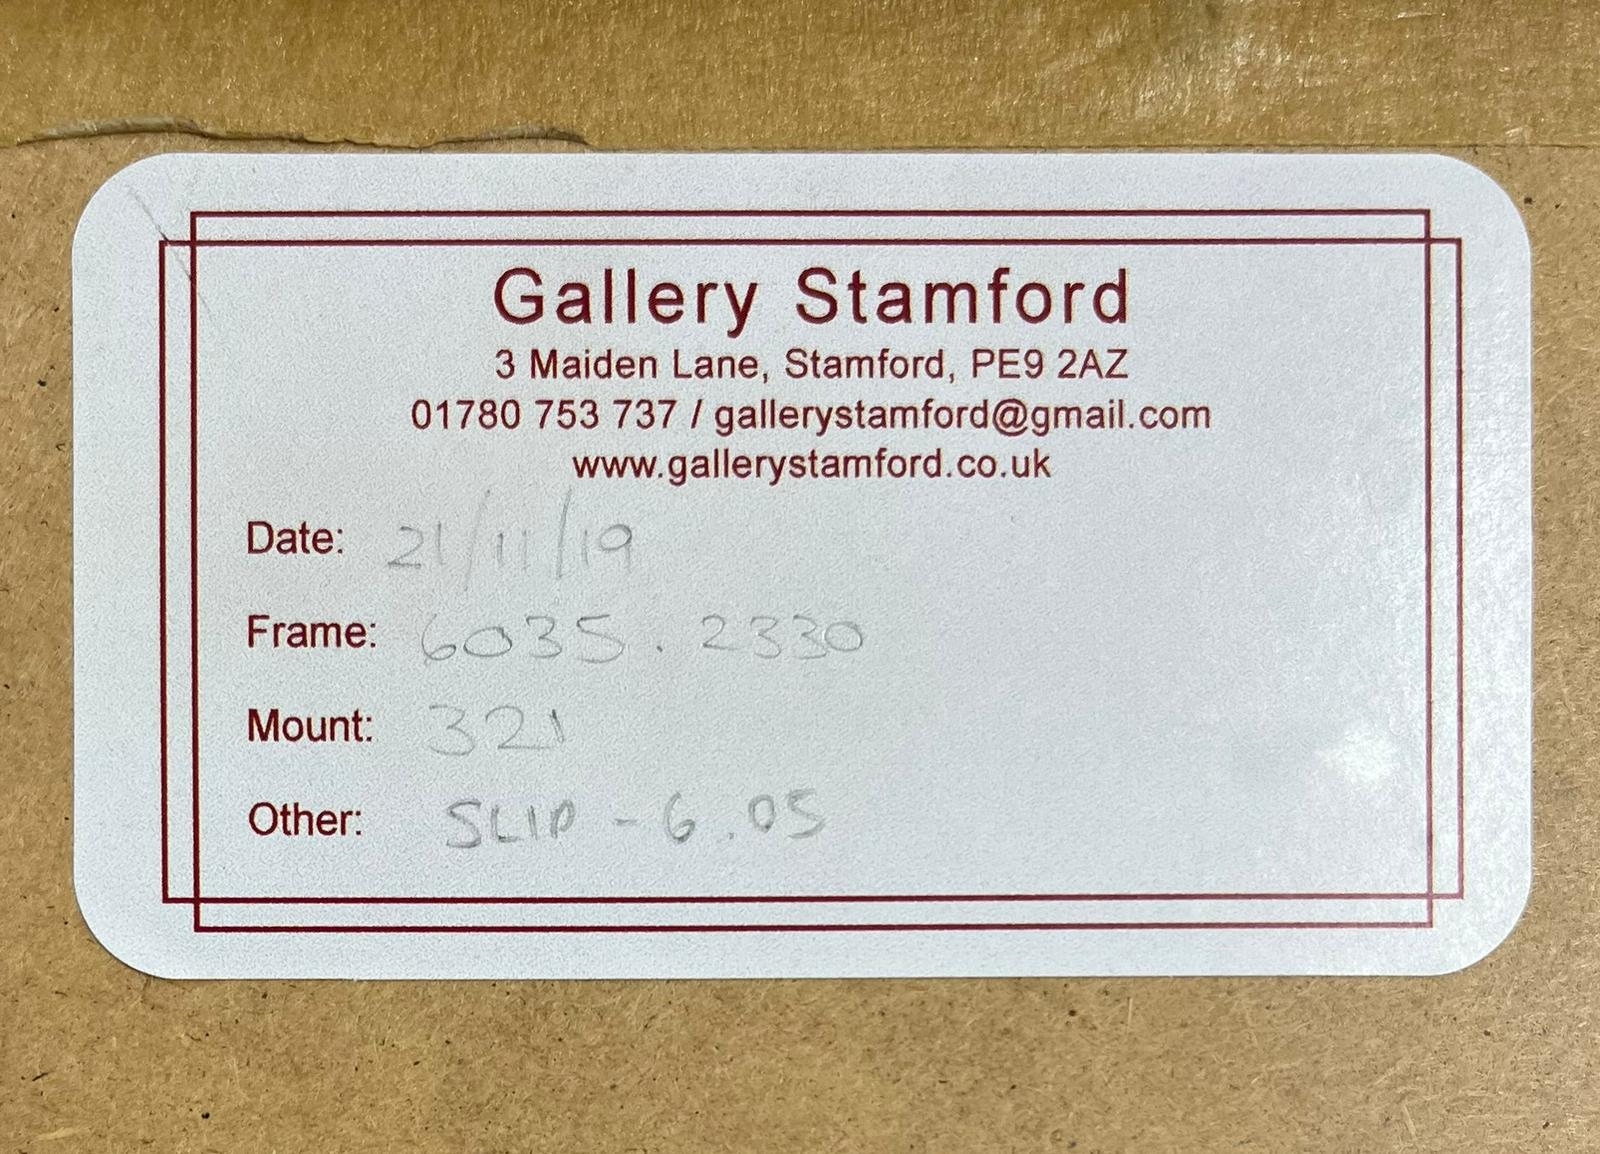 Gallery Stamford
3 Maiden Lane, Stamford, PE9 2AZ
01780 753 737 / gallerystamford@gmail.com
www.gallerystamford.co.uk
Date: 21/11/19
Frame: 6035.2330
Mount: 321
Other: SLIP - 6.05